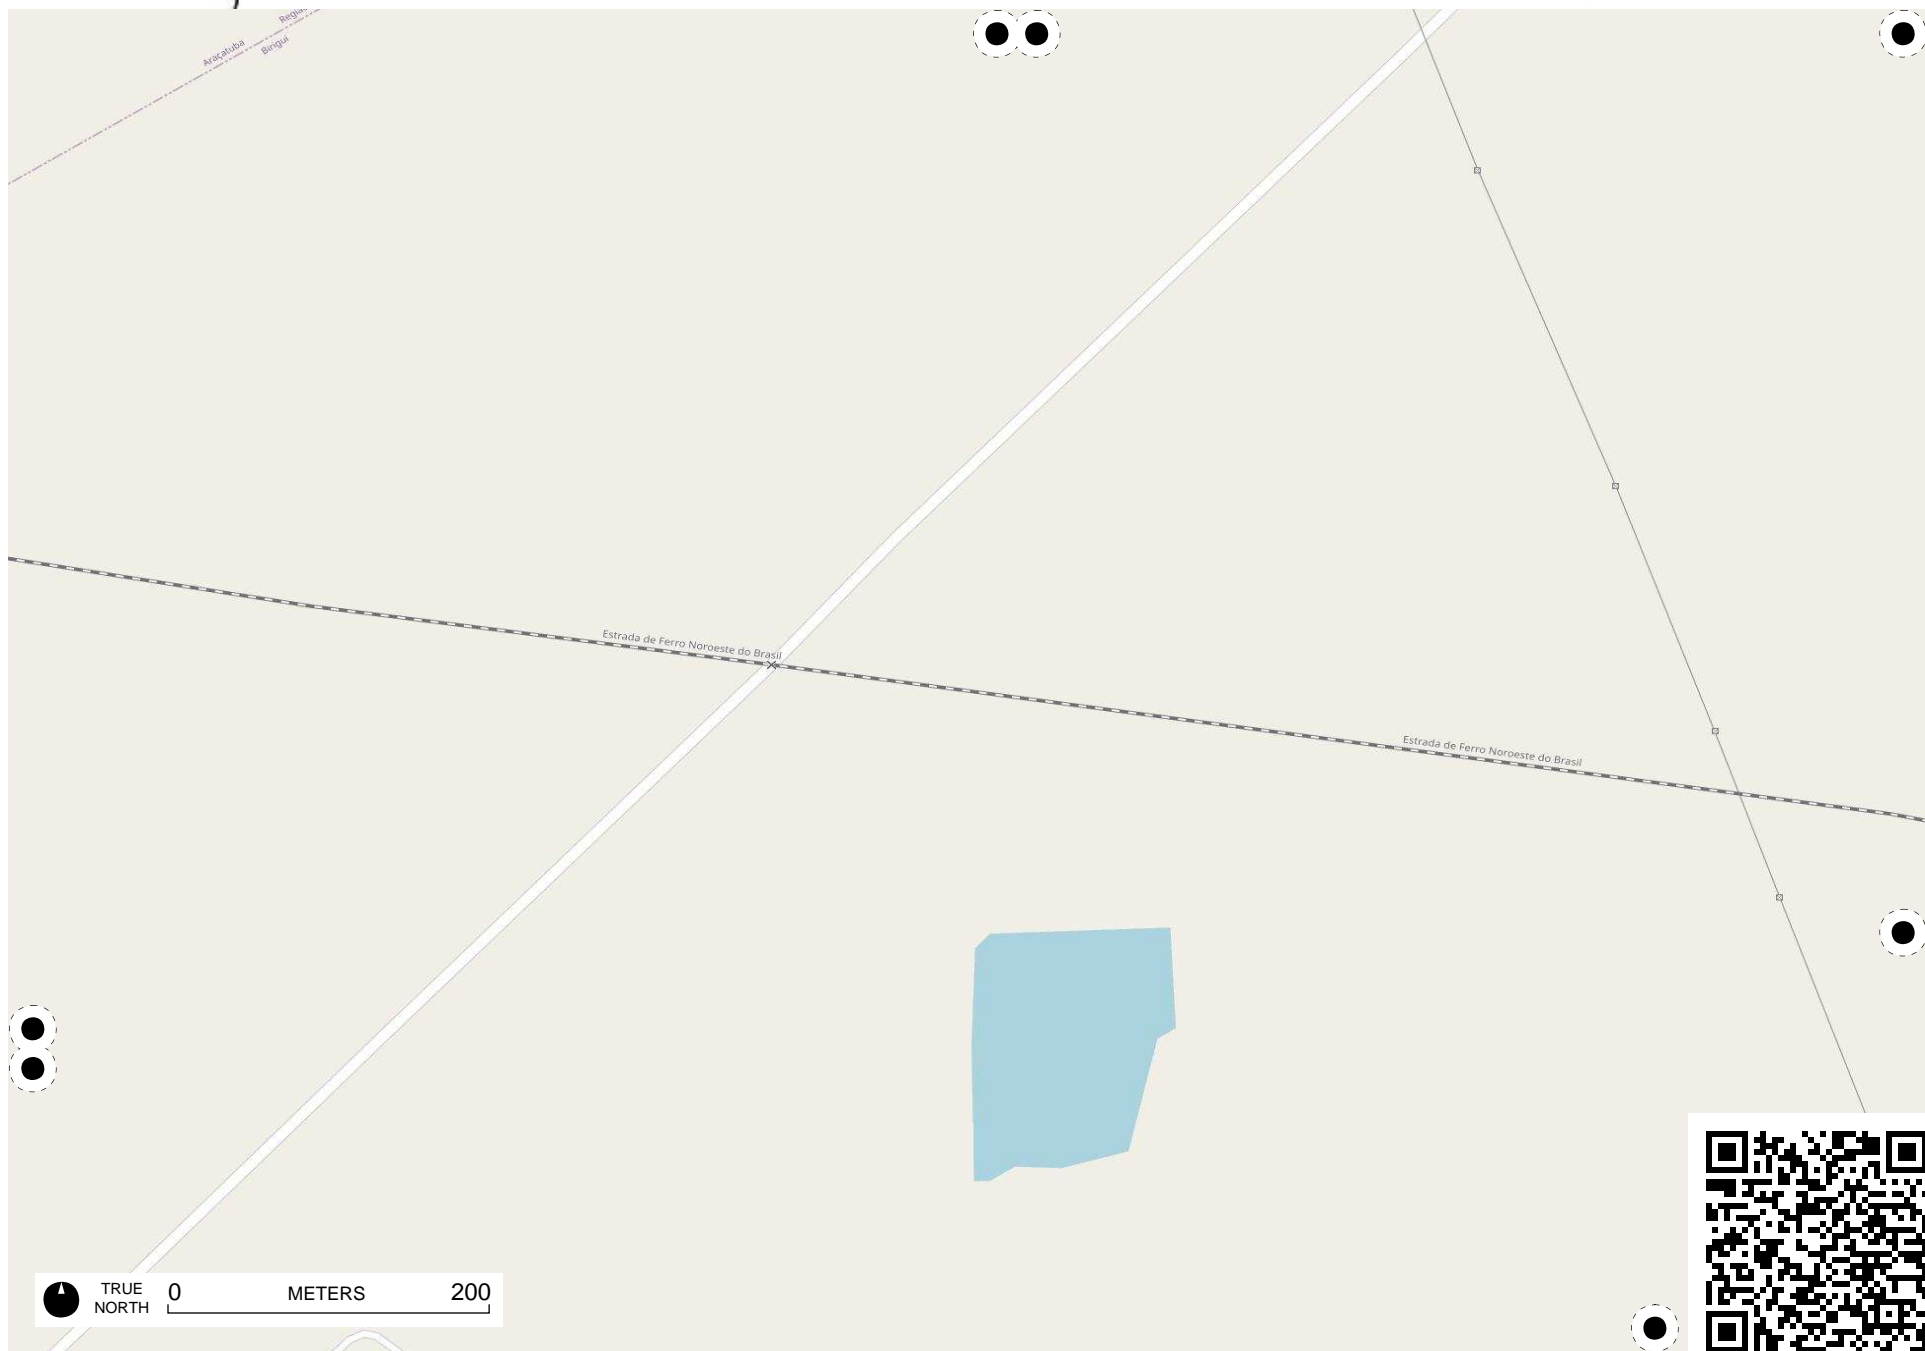 Araçatuba
Birigui
Estrada de Ferro Noroeste do Brasil
Estrada de Ferro Noroeste do Brasil
TRUE NORTH
0 METERS 200